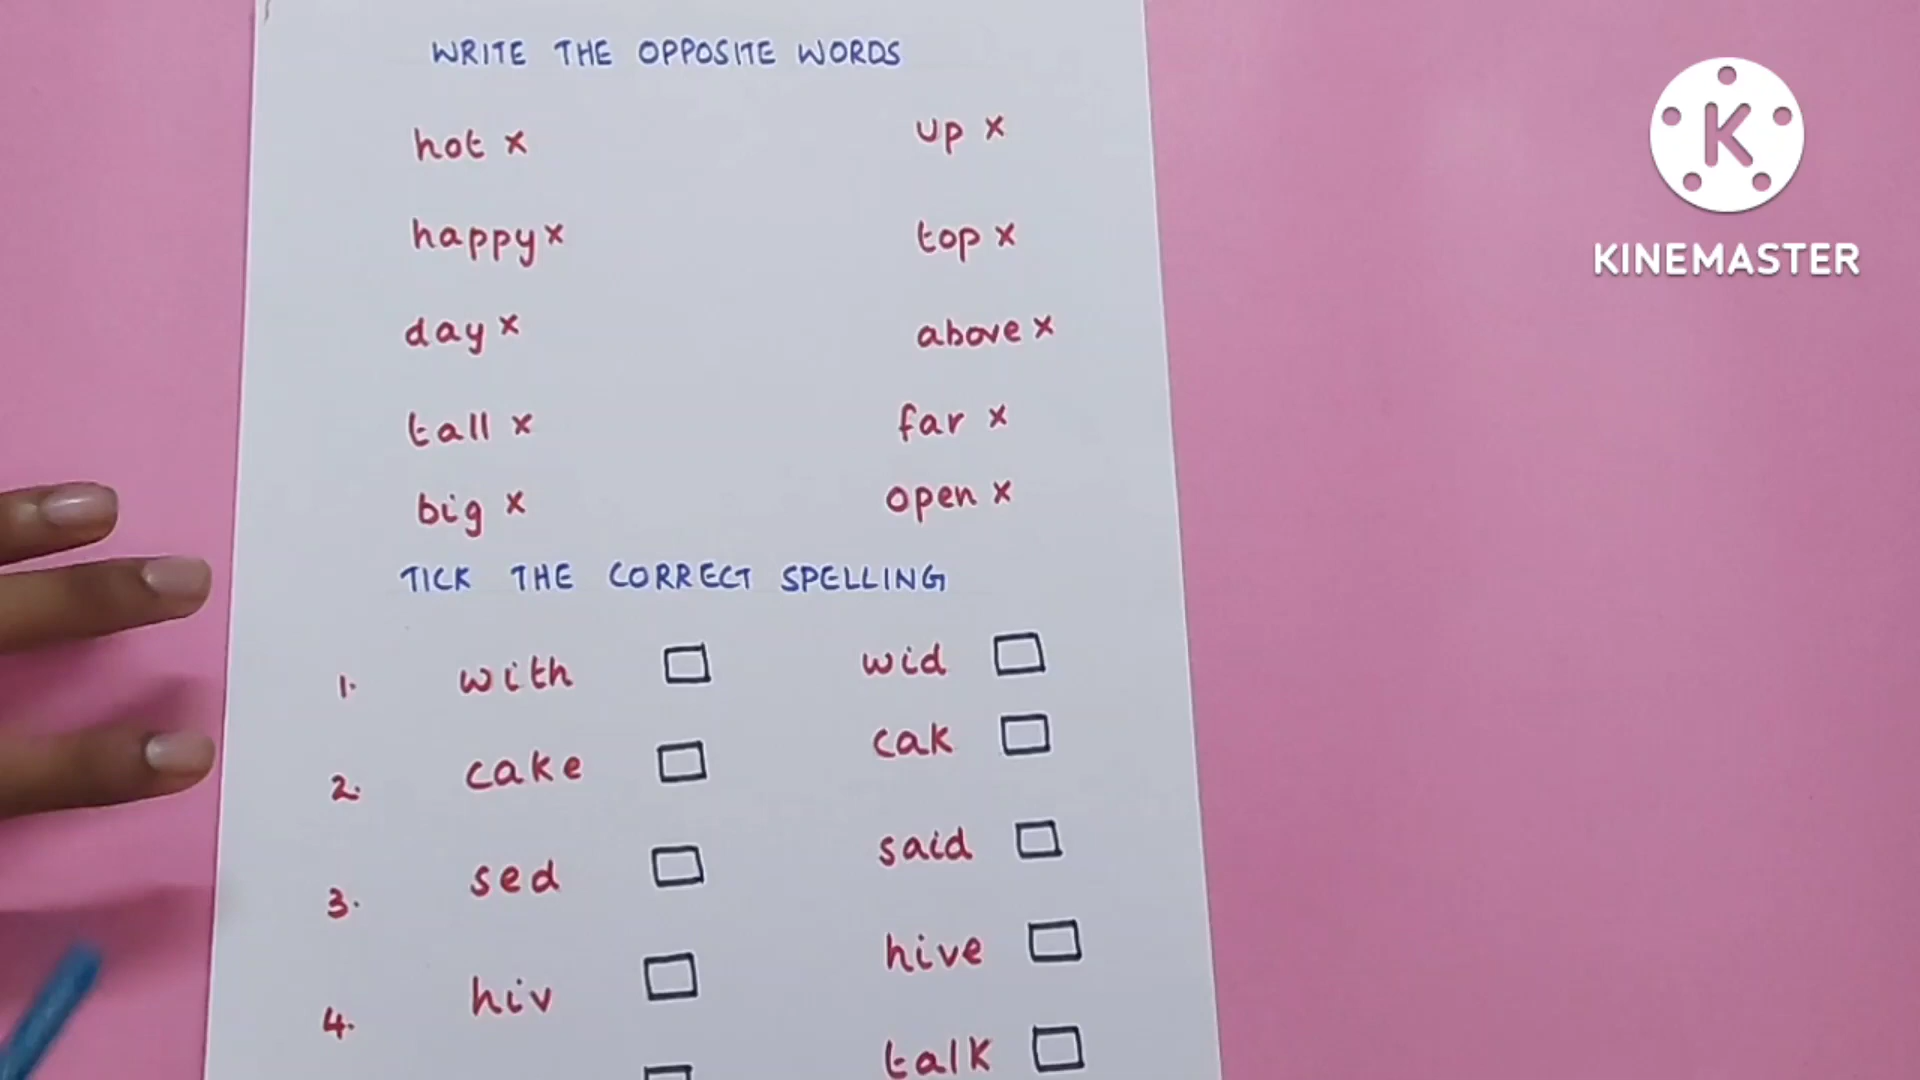 WRITE THE OPPOSITE WORDS
hot x up x
happy x top x
day x above x
tall x far x
big x open x
TICK THE CORRECT SPELLING
1. with wid
2. cake cak
3. sed said
4. hiv hive
talk
K
KINEMASTER